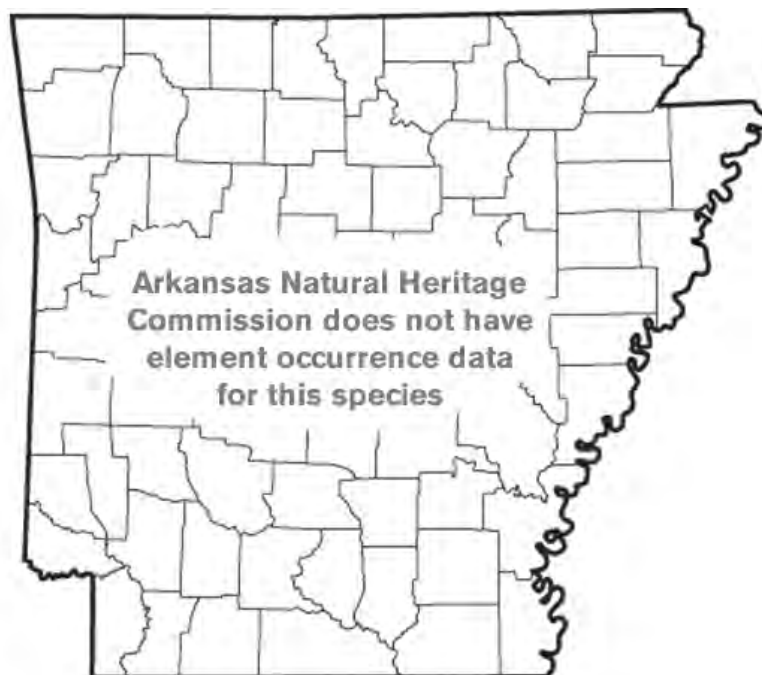 Arkansas Natural Heritage
Commission does not have
element occurrence data
for this species